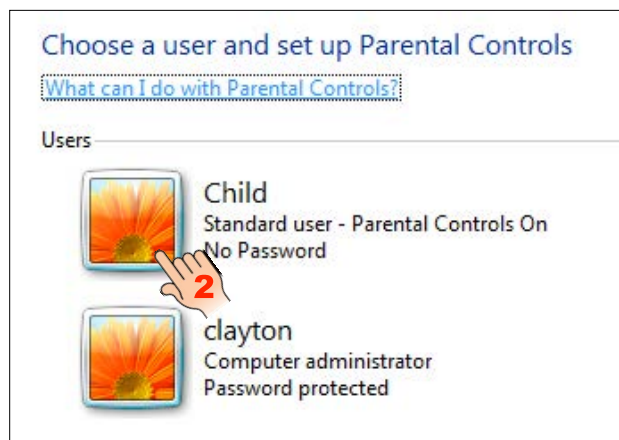 Choose a user and set up Parental Controls
What can I do with Parental Controls?
Users
Child
Standard user - Parental Controls On
No Password
2
clayton
Computer administrator
Password protected